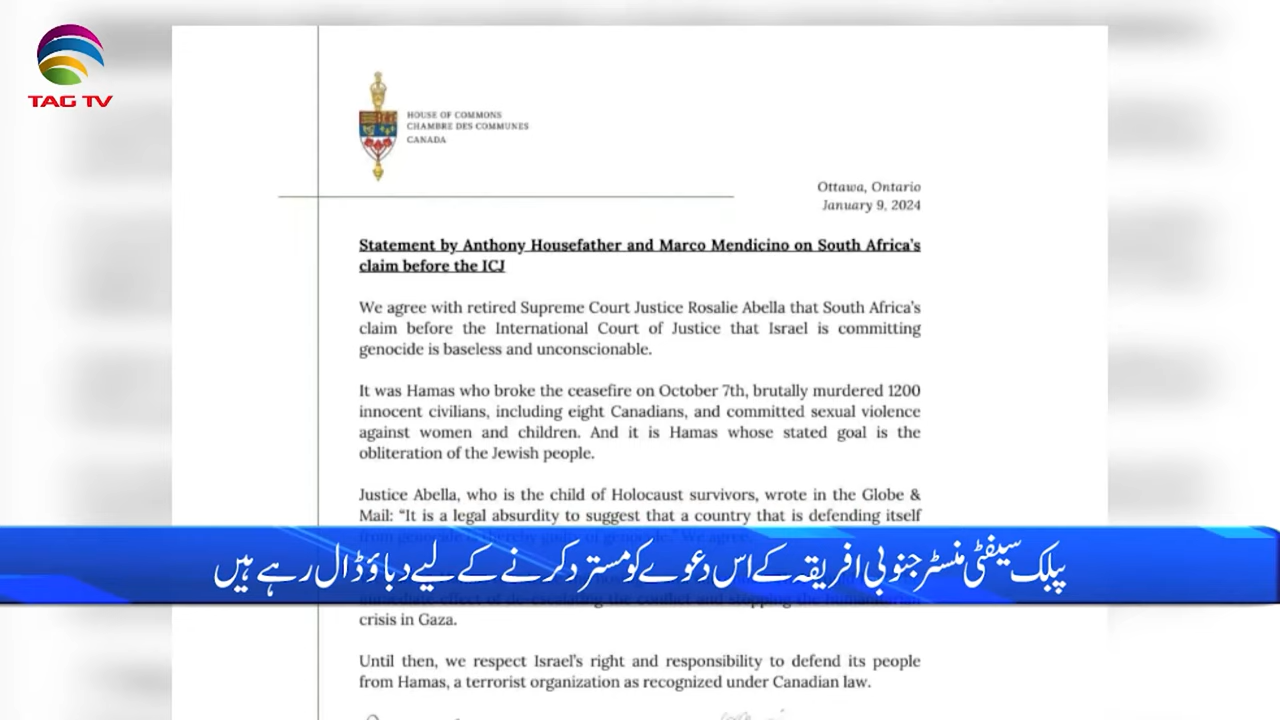 TAG TV
HOUSE OF COMMONS
CHAMBRE DES COMMUNES
CANADA
Ottawa, Ontario
January 9, 2024
Statement by Anthony Housefather and Marco Mendicino on South Africa's
claim before the ICJ
We agree with retired Supreme Court Justice Rosalie Abella that South Africa's
claim before the International Court of Justice that Israel is committing
genocide is baseless and unconscionable.
It was Hamas who broke the ceasefire on October 7th, brutally murdered 1200
innocent civilians, including eight Canadians, and committed sexual violence
against women and children. And it is Hamas whose stated goal is the
obliteration of the Jewish people.
Justice Abella, who is the child of Holocaust survivors, wrote in the Globe &
Mail: “It is a legal absurdity to suggest that a country that is defending itself
پبلک سیفٹی منسٹر جنوبی افریقہ کے اس دعوے کو مسترد کرنے کے لیے دباؤ ڈال رہے ہیں
crisis in Gaza.
Until then, we respect Israel's right and responsibility to defend its people
from Hamas, a terrorist organization as recognized under Canadian law.